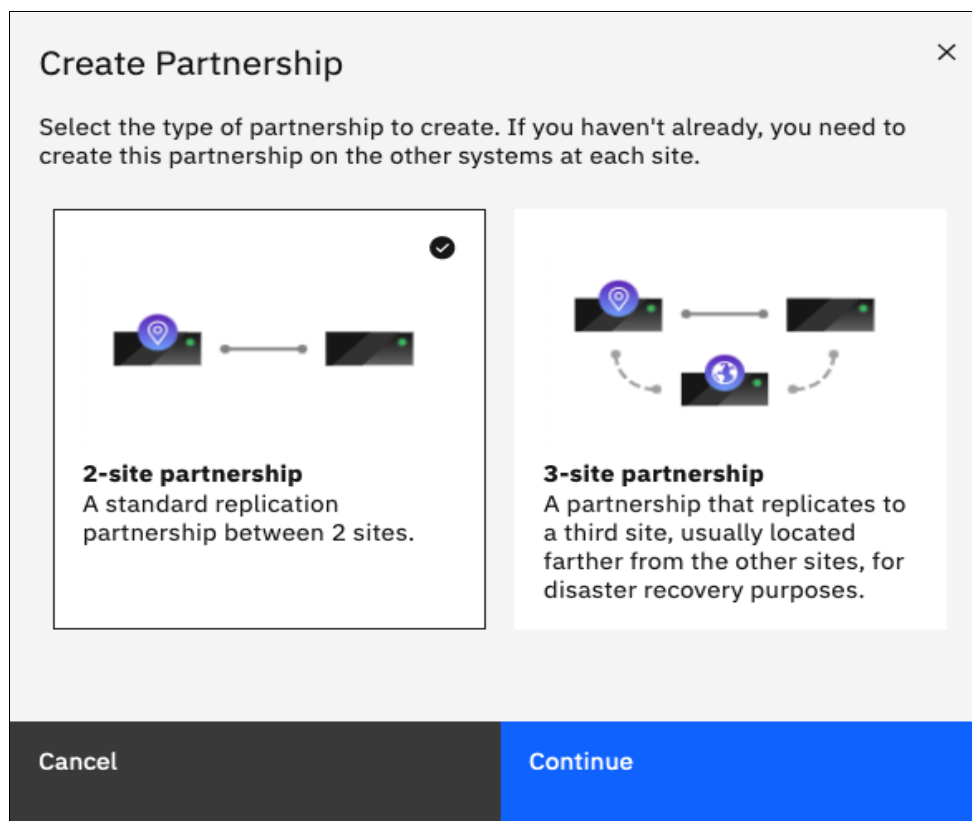 Create Partnership
Select the type of partnership to create. If you haven't already, you need to
create this partnership on the other systems at each site.
2-site partnership
A standard replication
partnership between 2 sites.
3-site partnership
A partnership that replicates to
a third site, usually located
farther from the other sites, for
disaster recovery purposes.
Cancel
Continue